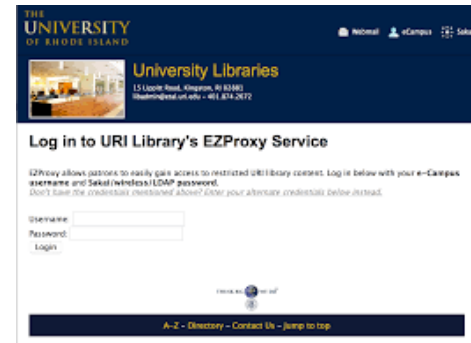 THE
UNIVERSITY
OF RHODE ISLAND
Webmail eCampus Sakai
University Libraries
15 Lippitt Road, Kingston, RI 02881
401.874.2672
Log in to URI Library's EZProxy Service
EZProxy allows patrons to easily gain access to restricted URI library content. Log in below with your e-Campus
username and Sakai/wireless/LDAP password.
Don't have the credentials mentioned above? Enter your alternate credentials below instead.
Username:
Password:
Login
A-Z - Directory - Contact Us - Jump to top